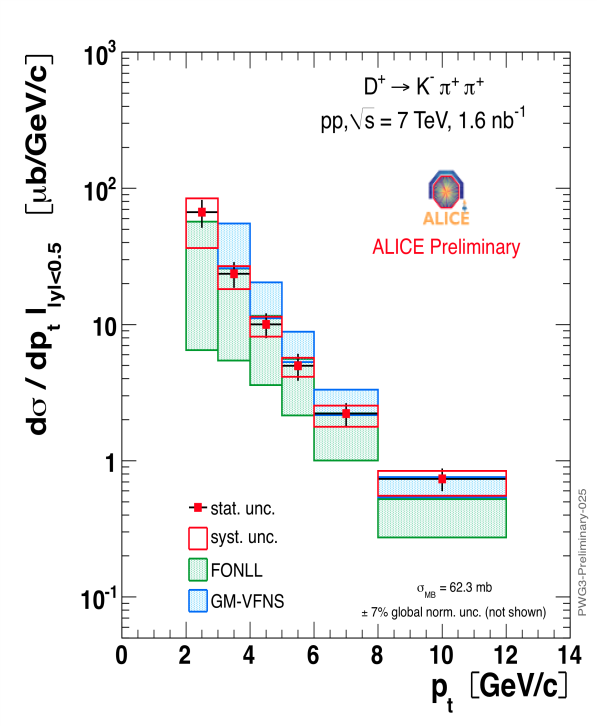 10³
D⁺ → K⁻ π⁺ π⁺
pp, √s = 7 TeV, 1.6 nb⁻¹
10²
ALICE
ALICE Preliminary
10
1
10⁻¹
dσ / dpₜ |_|y|<0.5 [μb/GeV/c]
stat. unc.
syst. unc.
FONLL
GM-VFNS
σ_MB = 62.3 mb
± 7% global norm. unc. (not shown)
PWG3-Preliminary-025
0 2 4 6 8 10 12 14
pₜ [GeV/c]